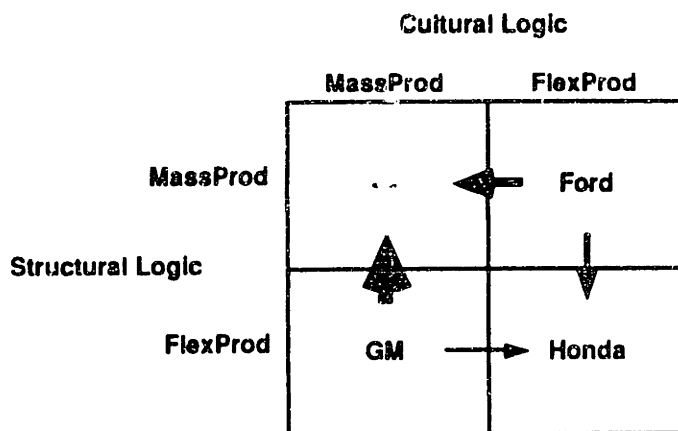 Cultural Logic
MassProd FlexProd
MassProd Ford
Structural Logic
FlexProd GM Honda